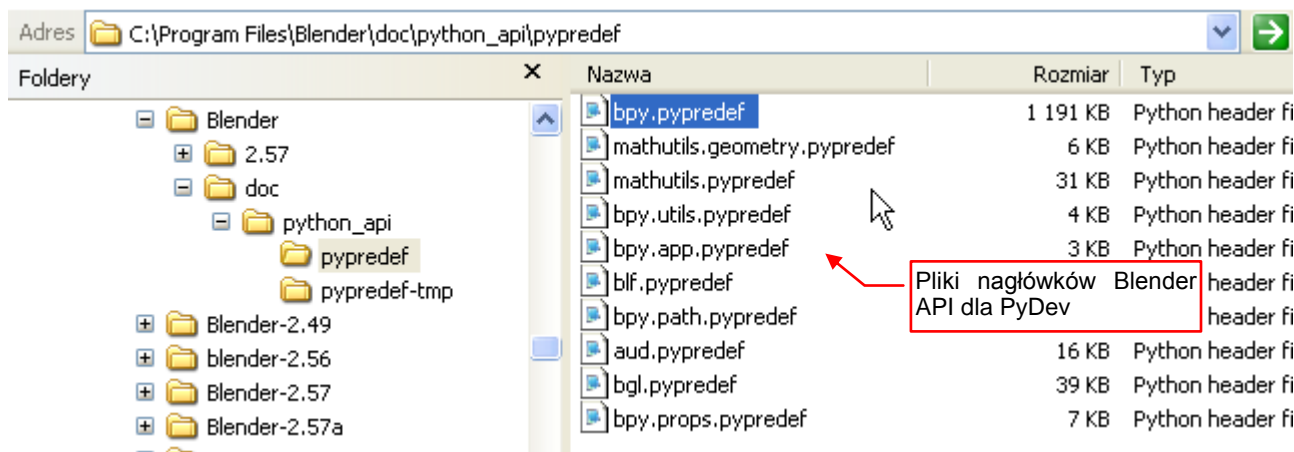 Adres C:\Program Files\Blender\doc\python_api\pypredef
Foldery
Blender
2.57
doc
python_api
pypredef
pypredef-tmp
Blender-2.49
blender-2.56
Blender-2.57
Blender-2.57a
Nazwa Rozmiar Typ
bpy.pypredef 1 191 KB Python header fi
mathutils.geometry.pypredef 6 KB Python header fi
mathutils.pypredef 31 KB Python header fi
bpy.utils.pypredef 4 KB Python header fi
bpy.app.pypredef 3 KB Python header fi
blf.pypredef header fi
bpy.path.pypredef header fi
aud.pypredef 16 KB Python header fi
bgl.pypredef 39 KB Python header fi
bpy.props.pypredef 7 KB Python header fi
Pliki nagłówków Blender
API dla PyDev